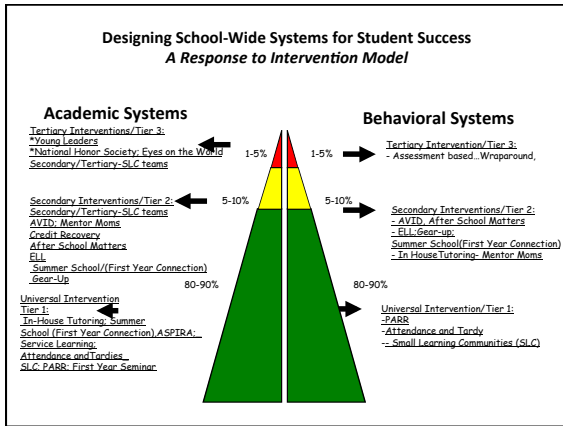 Designing School-Wide Systems for Student Success
A Response to Intervention Model
Academic Systems
Tertiary Interventions/Tier 3:
*Young Leaders
*National Honor Society; Eyes on the World
Secondary/Tertiary-SLC teams
1-5%
Secondary Interventions/Tier 2:
Secondary/Tertiary-SLC teams
AVID; Mentor Moms
Credit Recovery
After School Matters
ELL
Summer School/(First Year Connection)
Gear-Up
5-10%
Universal Intervention
Tier 1:
In-House Tutoring; Summer
School (First Year Connection),ASPIRA;
Service Learning;
Attendance andTardies
SLC; PARR; First Year Seminar
80-90%
Behavioral Systems
1-5%
Tertiary Intervention/Tier 3:
- Assessment based...Wraparound,
5-10%
Secondary Interventions/Tier 2:
- AVID, After School Matters
- ELL;Gear-up;
Summer School(First Year Connection)
- In HouseTutoring- Mentor Moms
80-90%
Universal Intervention/Tier 1:
-PARR
-Attendance and Tardy
-- Small Learning Communities (SLC)